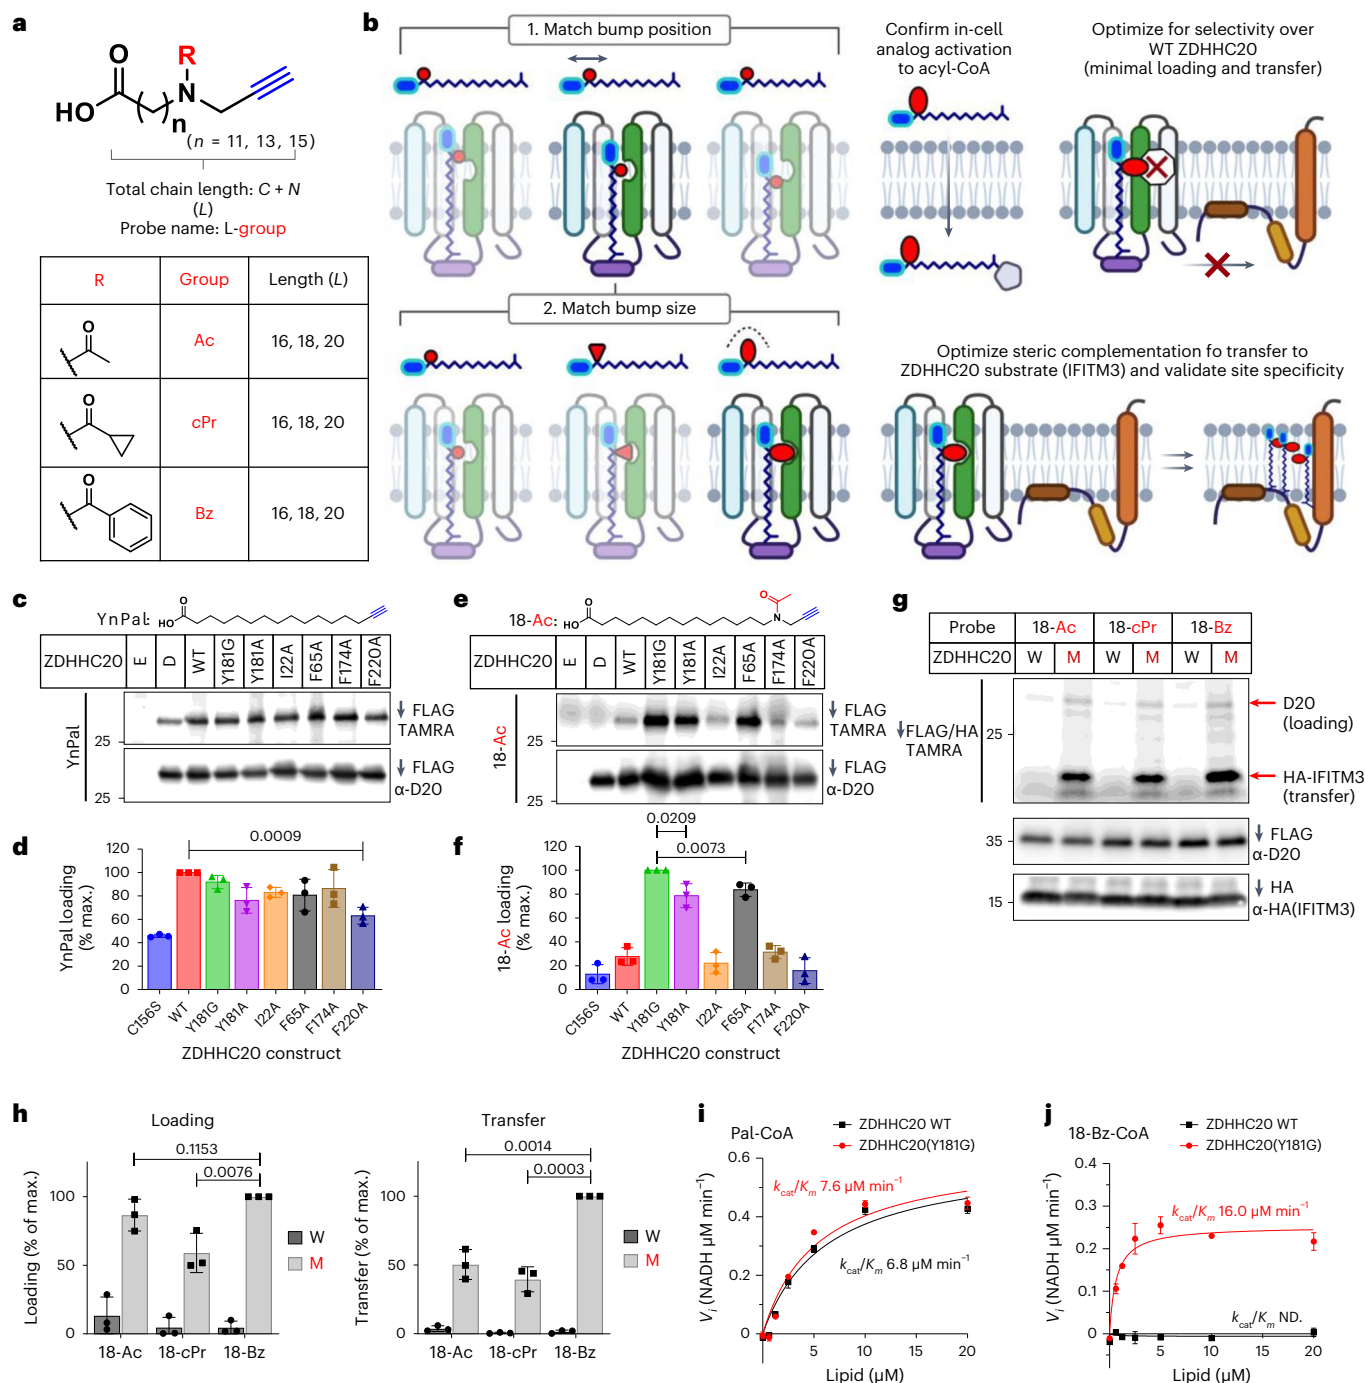 a
O
R
HO
N
n
(n = 11, 13, 15)
Total chain length: C + N
(L)
Probe name: L-group
R
Group
Length (L)
O
Ac
16, 18, 20
O
cPr
16, 18, 20
O
Bz
16, 18, 20
b
1. Match bump position
2. Match bump size
Confirm in-cell
analog activation
to acyl-CoA
Optimize for selectivity over
WT ZDHHC20
(minimal loading and transfer)
Optimize steric complementation fo transfer to
ZDHHC20 substrate (IFITM3) and validate site specificity
c
YnPal:
O
HO
ZDHHC20
E
D
WT
Y181G
Y181A
I22A
F65A
F174A
F220A
YnPal
25
↓ FLAG
TAMRA
25
↓ FLAG
α-D20
d
0.0009
YnPal loading
(% max.)
120
100
80
60
40
20
0
C156S
WT
Y181G
Y181A
I22A
F65A
F174A
F220A
ZDHHC20 construct
e
18-Ac:
O
HO
O
N
ZDHHC20
E
D
WT
Y181G
Y181A
I22A
F65A
F174A
F220A
18-Ac
25
↓ FLAG
TAMRA
25
↓ FLAG
α-D20
f
0.0209
0.0073
18-Ac loading
(% max.)
120
100
80
60
40
20
0
C156S
WT
Y181G
Y181A
I22A
F65A
F174A
F220A
ZDHHC20 construct
g
Probe
18-Ac
18-cPr
18-Bz
ZDHHC20
W
M
W
M
W
M
↓FLAG/HA
TAMRA
25
D20
(loading)
HA-IFITM3
(transfer)
35
↓ FLAG
α-D20
15
↓ HA
α-HA(IFITM3)
h
Loading
0.1153
0.0076
Loading (% of max.)
100
50
0
18-Ac
18-cPr
18-Bz
W
M
Transfer
0.0014
0.0003
Transfer (% of max.)
100
50
0
18-Ac
18-cPr
18-Bz
W
M
i
Pal-CoA
ZDHHC20 WT
ZDHHC20(Y181G)
Vi (NADH µM min−1)
0.6
0.4
0.2
0
kcat/Km 7.6 µM min−1
kcat/Km 6.8 µM min−1
0
5
10
15
20
Lipid (µM)
j
18-Bz-CoA
ZDHHC20 WT
ZDHHC20(Y181G)
Vi (NADH µM min−1)
0.4
0.3
0.2
0.1
0
kcat/Km 16.0 µM min−1
kcat/Km ND.
0
5
10
15
20
Lipid (µM)